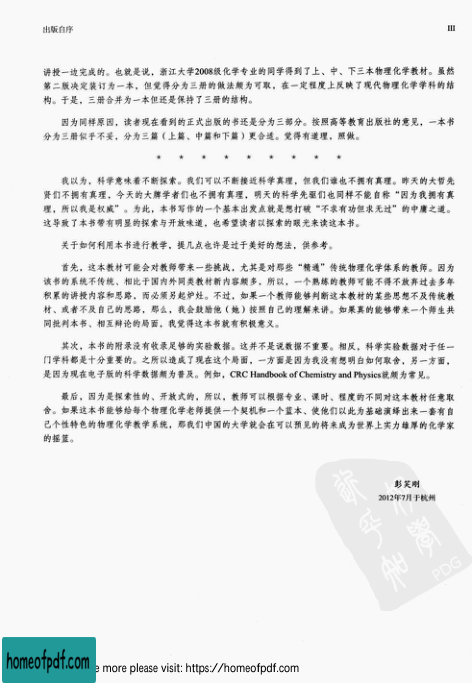 出版自序 III
讲授一边完成的。也就是说，浙江大学2008级化学专业的同学得到了上、中、下三本物理化学教材。虽然
第二版决定装订为一本，但觉得分为三册的做法颇为可取，在一定程度上反映了现代物理化学学科的结
构。于是，三册合并为一本但还是保持了三册的结构。
因为同样原因，读者现在看到的正式出版的书还是分为三部分。按照高等教育出版社的意见，一本书
分为三册似乎不妥，分为三篇（上篇、中篇和下篇）更合适。觉得有道理，照做。
* * * * * * * * *
我以为，科学意味着不断探索。我们可以不断接近科学真理，但我们谁也不拥有真理。昨天的大哲先
贤们不拥有真理，今天的大牌学者们也不拥有真理，明天的科学先驱们也同样不能自称“因为我拥有真
理，所以我是权威”。为此，本书写作的一个基本出发点就是想打破“不求有功但求无过”的中庸之道。
这导致了本书带有明显的探索与开放味道，也希望读者以探索的眼光来读这本书。
关于如何利用本书进行教学，提几点也许是过于美好的想法，供参考。
首先，这本教材可能会对教师带来一些挑战，尤其是对那些“精通”传统物理化学体系的教师。因为
该书的系统不传统、相比于国内外同类教材新内容颇多，所以，一个熟练的教师可能不得不放弃过去多年
积累的讲授内容和思路，而必须另起炉灶。不过，如果一个教师能够判断这本教材的某些思想不及传统教
材、或者不及自己的思路，那么，我会鼓励他（她）按照自己的理解来讲。如果真的能够带来一个师生共
同批判本书、相互辩论的局面，我觉得这本书就有积极意义。
其次，本书的附录没有收录足够的实验数据。这并不是说数据不重要。相反，科学实验数据对于任一
门学科都是十分重要的。之所以造成了现在这个局面，一方面是因为我没有想明白如何取舍，另一方面，
是因为现在电子版的科学数据颇为普及。例如，CRC Handbook of Chemistry and Physics就颇为常见。
最后，因为是探索性的、开放式的，所以，教师可以根据专业、课时、程度的不同对这本教材任意取
舍。如果这本书能够给每个物理化学老师提供一个契机和一个蓝本、使他们以此为基础演绎出一套有自
己个性特色的物理化学教学系统，那我们中国的大学就会在可以预见的将来成为世界上实力雄厚的化学家
的摇篮。
彭笑刚
2012年7月于杭州
PDG
homeofpdf.com
e more please visit: https://homeofpdf.com